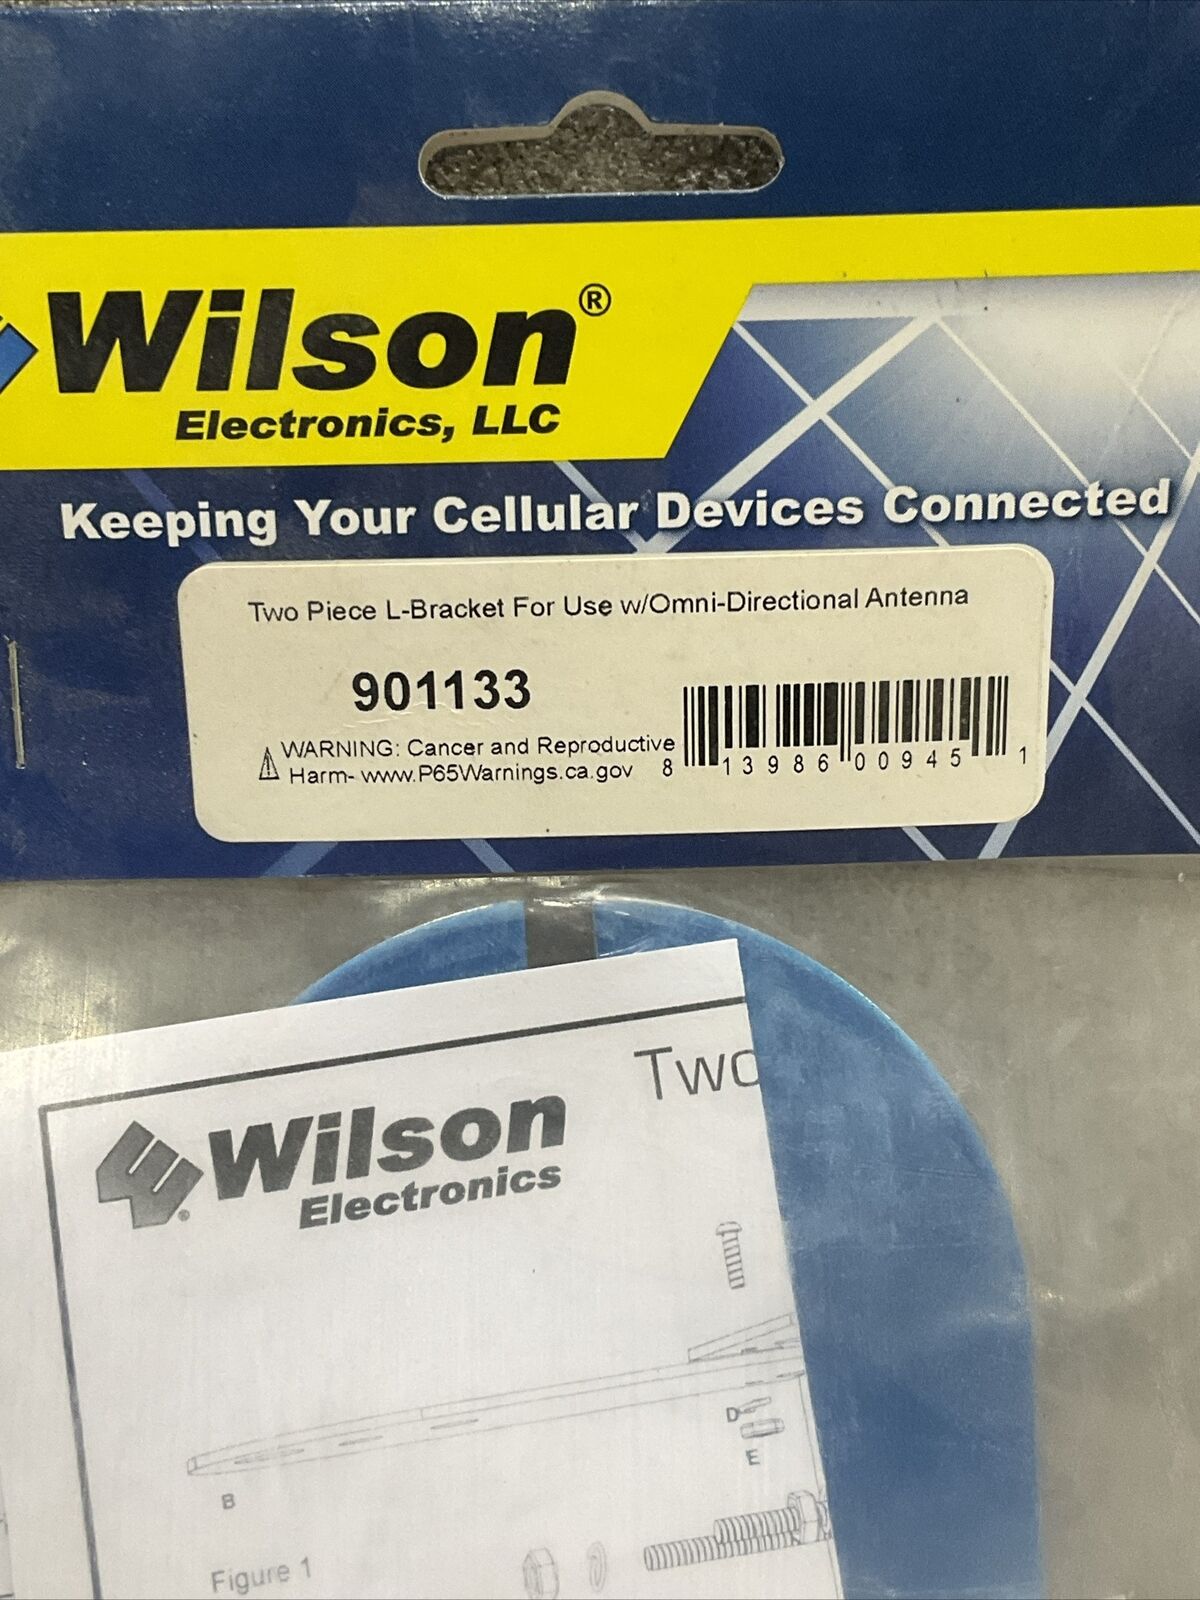 Wilson®
Electronics, LLC
Keeping Your Cellular Devices Connected
Two Piece L-Bracket For Use w/Omni-Directional Antenna
901133
WARNING: Cancer and Reproductive
Harm- www.P65Warnings.ca.gov
8 13986 00945 1
Two
Wilson
Electronics
D
E
B
Figure 1